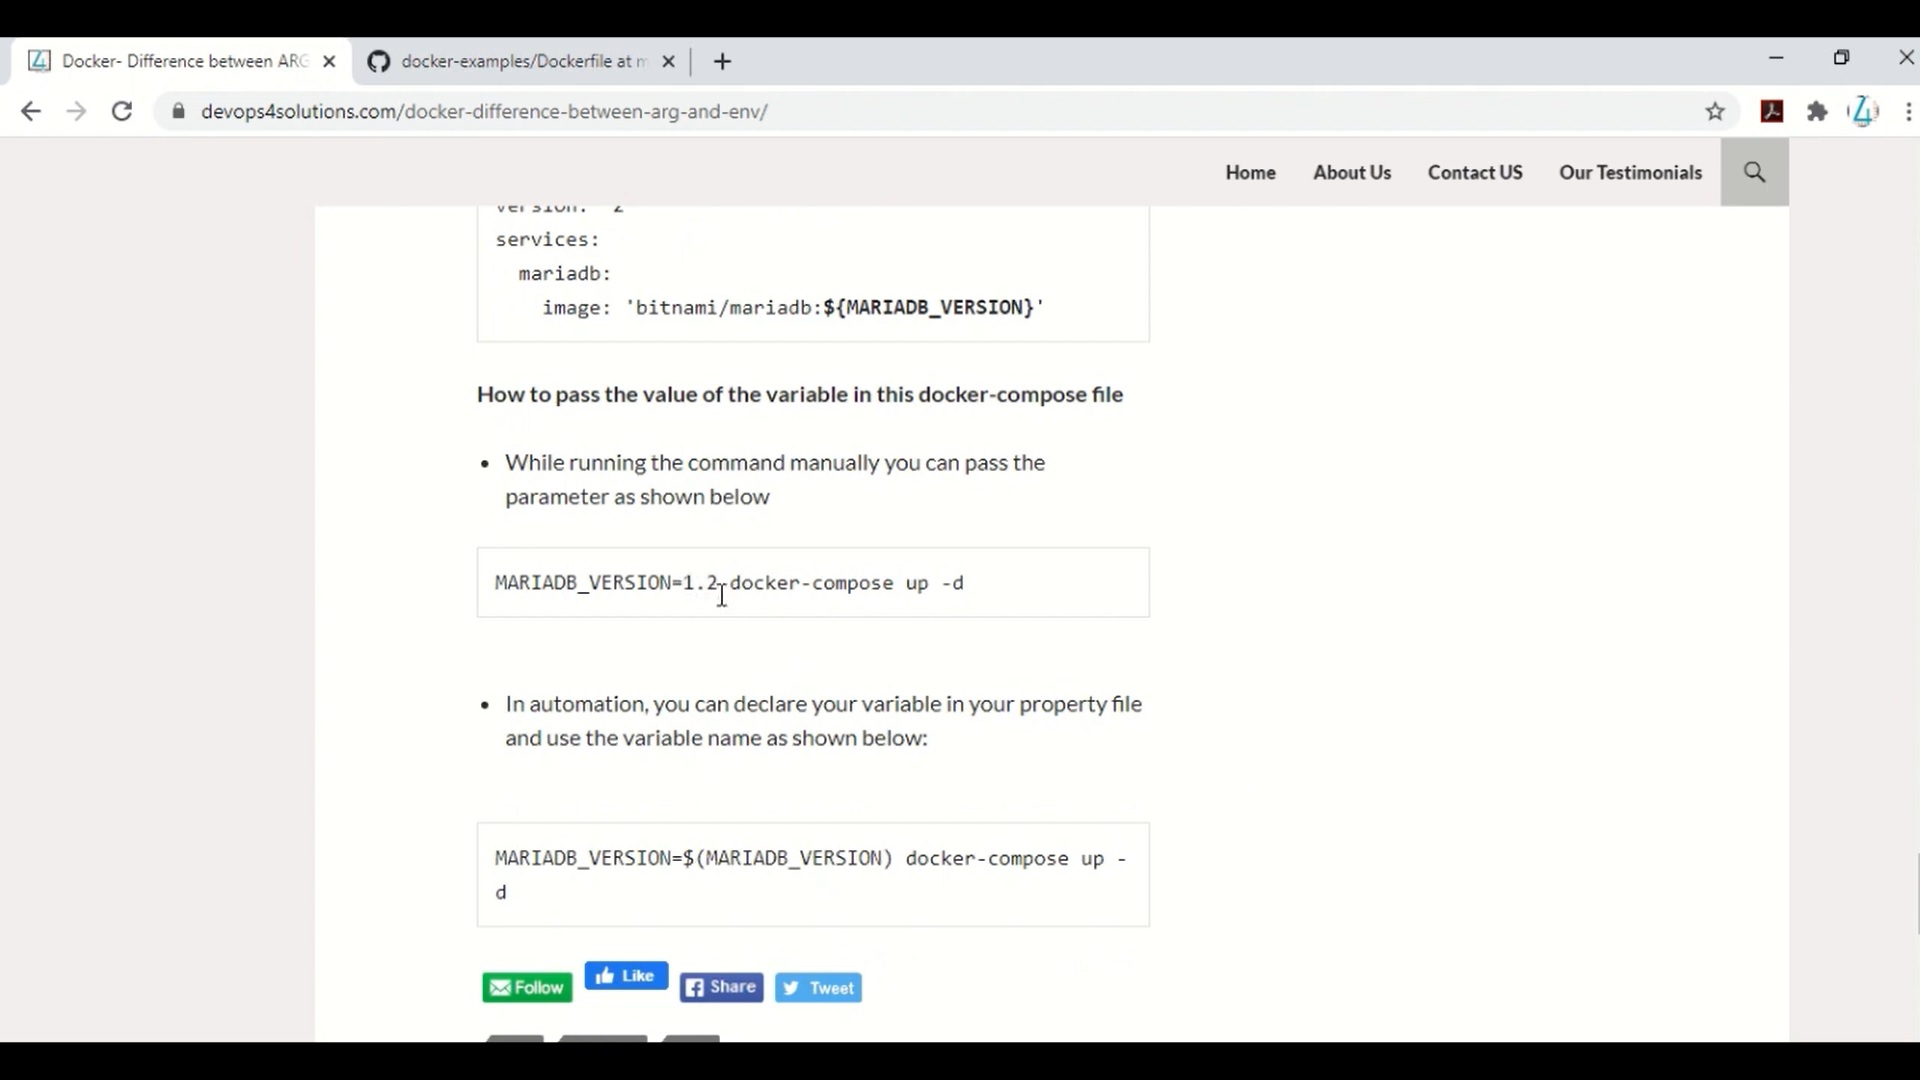 Docker- Difference between ARG
docker-examples/Dockerfile at m
devops4solutions.com/docker-difference-between-arg-and-env/
Home About Us Contact US Our Testimonials
version: '2'
services:
mariadb:
image: 'bitnami/mariadb:${MARIADB_VERSION}'
How to pass the value of the variable in this docker-compose file
While running the command manually you can pass the
parameter as shown below
MARIADB_VERSION=1.2 docker-compose up -d
In automation, you can declare your variable in your property file
and use the variable name as shown below:
MARIADB_VERSION=$(MARIADB_VERSION) docker-compose up -
d
Follow Like Share Tweet